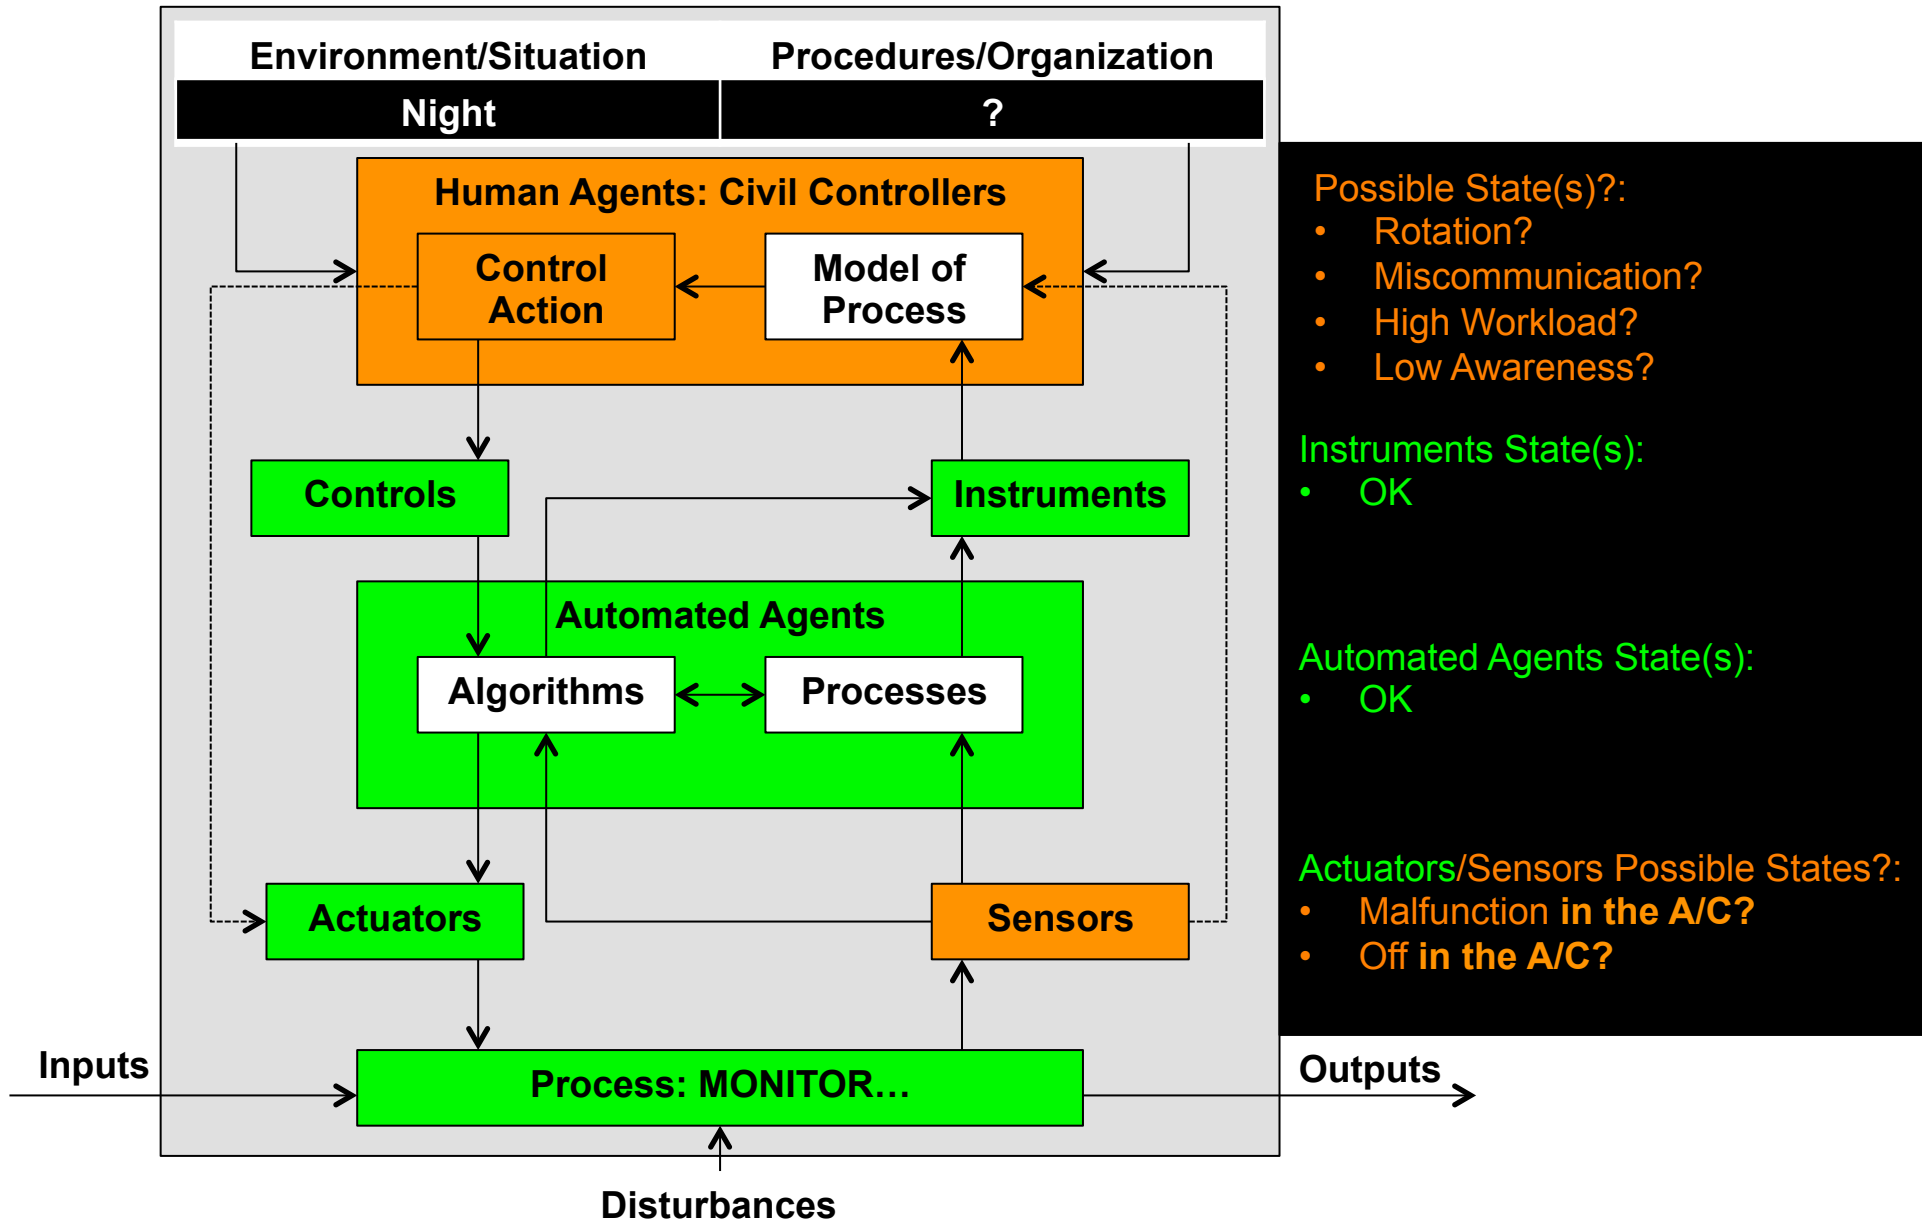 Environment/Situation
Procedures/Organization
Night
?
Human Agents: Civil Controllers
Control
Action
Model of
Process
Controls
Instruments
Automated Agents
Algorithms
Processes
Actuators
Sensors
Inputs
Process: MONITOR…
Outputs
Disturbances
Possible State(s)?:
• Rotation?
• Miscommunication?
• High Workload?
• Low Awareness?
Instruments State(s):
• OK
Automated Agents State(s):
• OK
Actuators/Sensors Possible States?:
• Malfunction in the A/C?
• Off in the A/C?